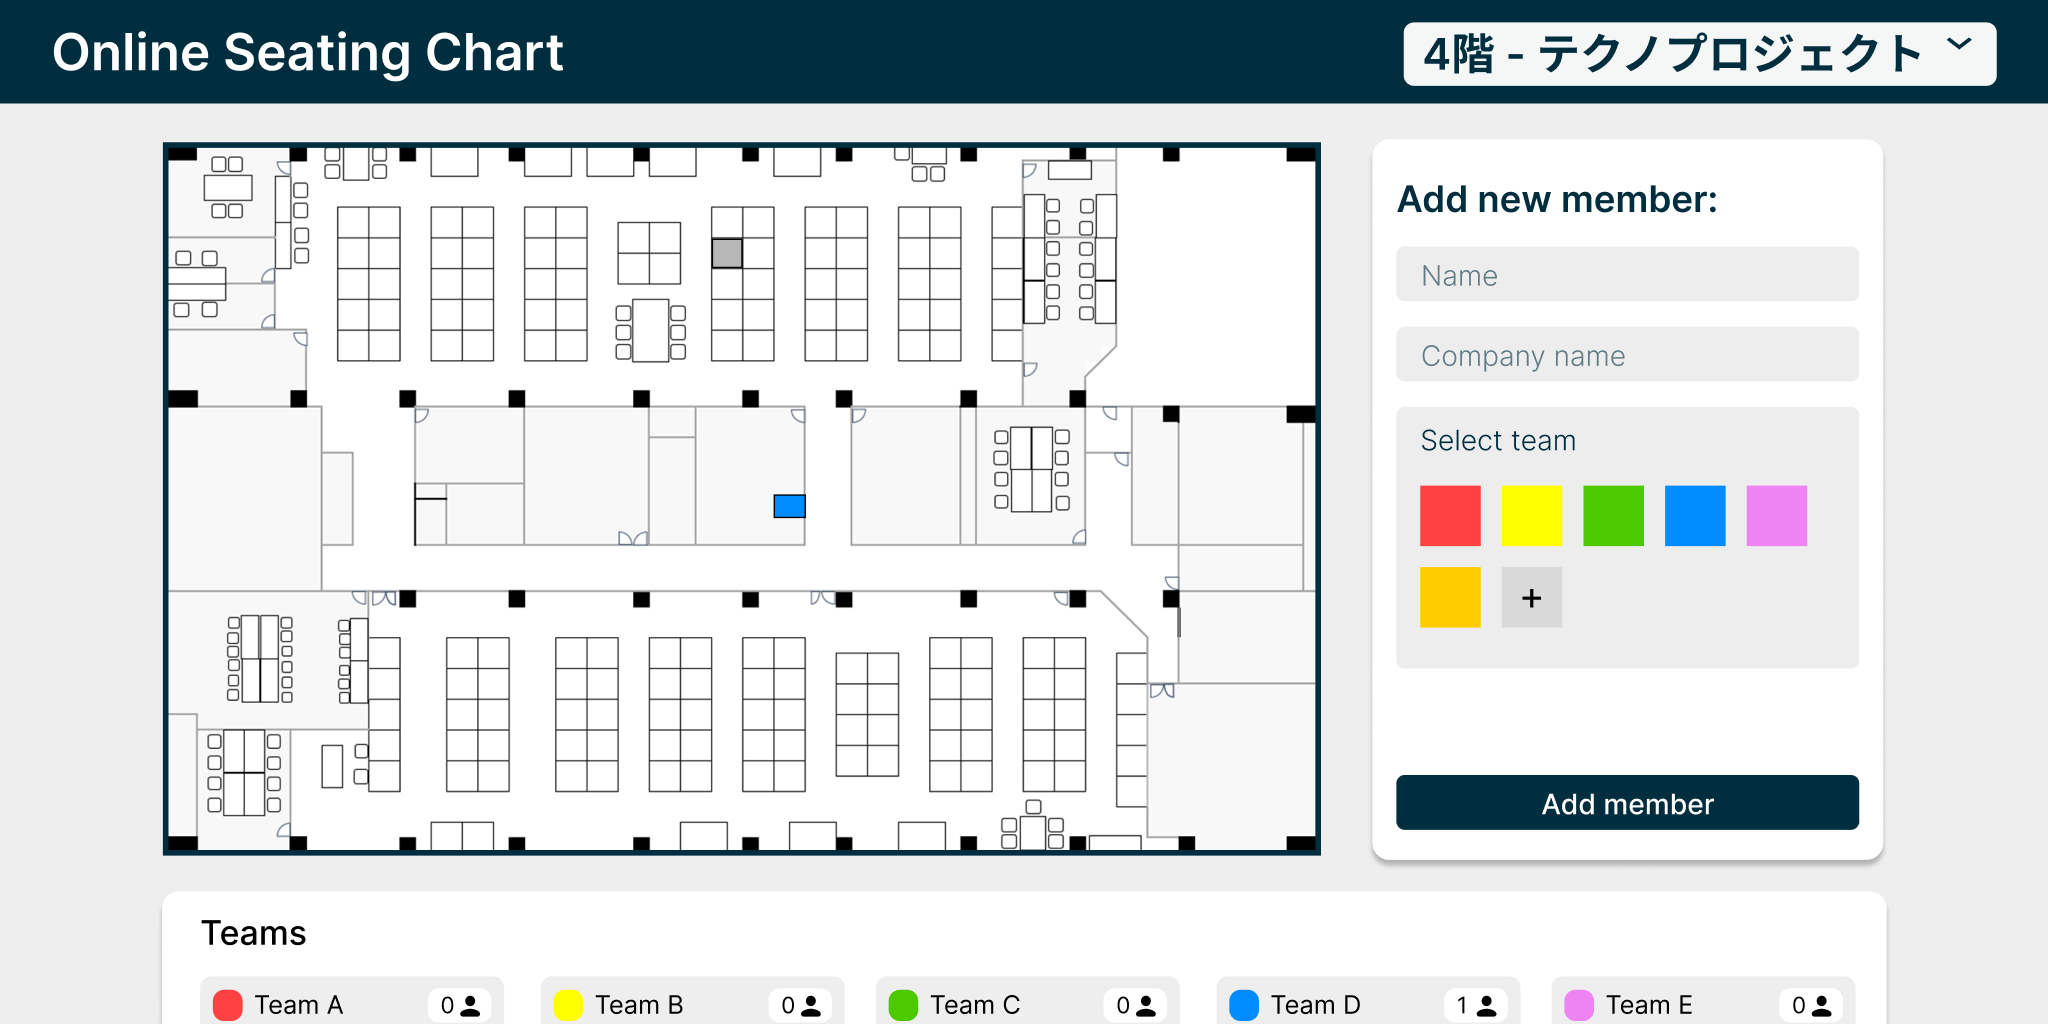 Online Seating Chart
4階 - テクノプロジェクト
Add new member:
Name
Company name
Select team
+
Add member
Teams
Team A 0
Team B 0
Team C 0
Team D 1
Team E 0